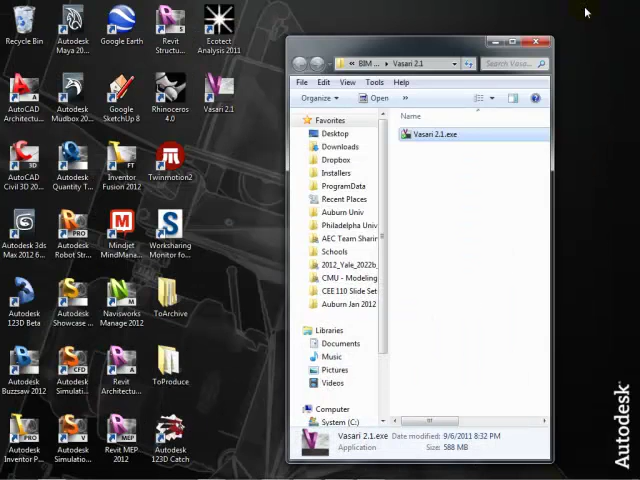 Recycle Bin
Autodesk
Maya 20...
Google Earth
Revit
Structu...
Ecotect
Analysis 2011
AutoCAD
Architectu...
Autodesk
Mudbox 20...
Google
SketchUp 8
Rhinoceros
4.0
Vasari 2.1
AutoCAD
Civil 3D 20...
Autodesk
Quantity T...
Inventor
Fusion 2012
Twinmotion2
Autodesk 3ds
Max 2012 6...
Autodesk
Robot Str...
Mindjet
MindMana...
Worksharing
Monitor fo...
Autodesk
123D Beta
Autodesk
Showcase ...
Navisworks
Manage 2012
ToArchive
Autodesk
Buzzsaw 2012
Autodesk
Simulati...
Revit
Architectu...
ToProduce
Autodesk
Inventor P...
Autodesk
Simulatio...
Revit MEP
2012
Autodesk
123D Catch
« BIM ... ▸ Vasari 2.1
Search Vasa...
File Edit View Tools Help
Organize Open »
Name
Favorites
Desktop
Downloads
Dropbox
Installers
ProgramData
Recent Places
Auburn Univ
Philadelpha Univ
AEC Team Sharin
Schools
2012_Yale_2022b_
CMU - Modeling
CEE 110 Slide Set
Auburn Jan 2012
Libraries
Documents
Music
Pictures
Videos
Computer
System (C:)
Vasari 2.1.exe
Vasari 2.1.exe Date modified: 9/6/2011 8:32 PM
Application Size: 588 MB
Autodesk